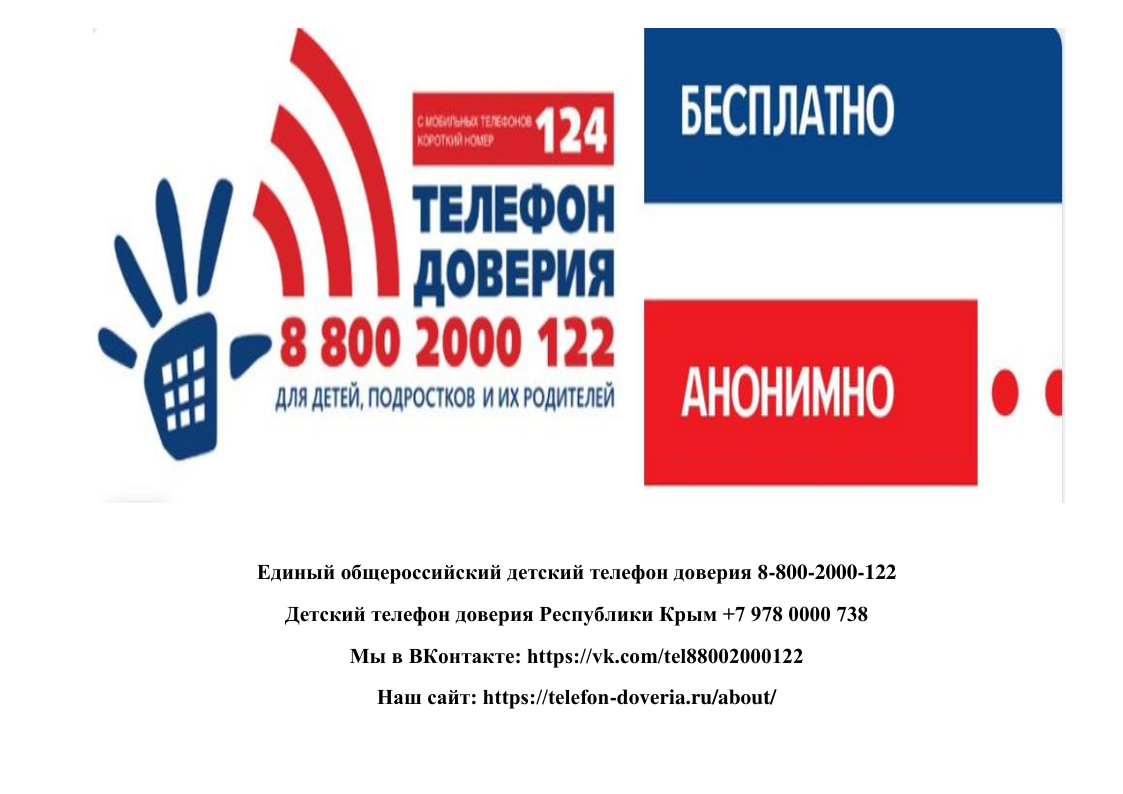 С МОБИЛЬНЫХ ТЕЛЕФОНОВ
КОРОТКИЙ НОМЕР
124
ТЕЛЕФОН
ДОВЕРИЯ
8 800 2000 122
ДЛЯ ДЕТЕЙ, ПОДРОСТКОВ И ИХ РОДИТЕЛЕЙ
БЕСПЛАТНО
АНОНИМНО
Единый общероссийский детский телефон доверия 8-800-2000-122
Детский телефон доверия Республики Крым +7 978 0000 738
Мы в ВКонтакте: https://vk.com/tel88002000122
Наш сайт: https://telefon-doveria.ru/about/